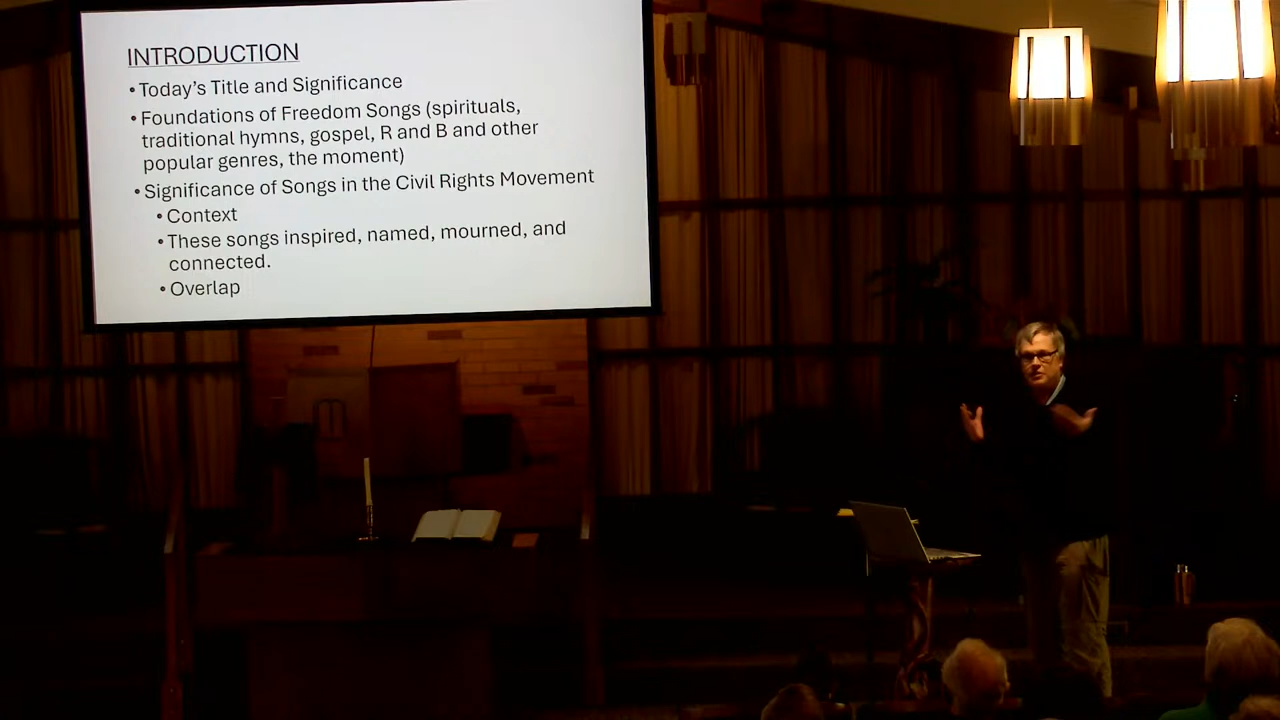 INTRODUCTION
• Today's Title and Significance
• Foundations of Freedom Songs (spirituals,
traditional hymns, gospel, R and B and other
popular genres, the moment)
• Significance of Songs in the Civil Rights Movement
• Context
• These songs inspired, named, mourned, and
connected.
• Overlap